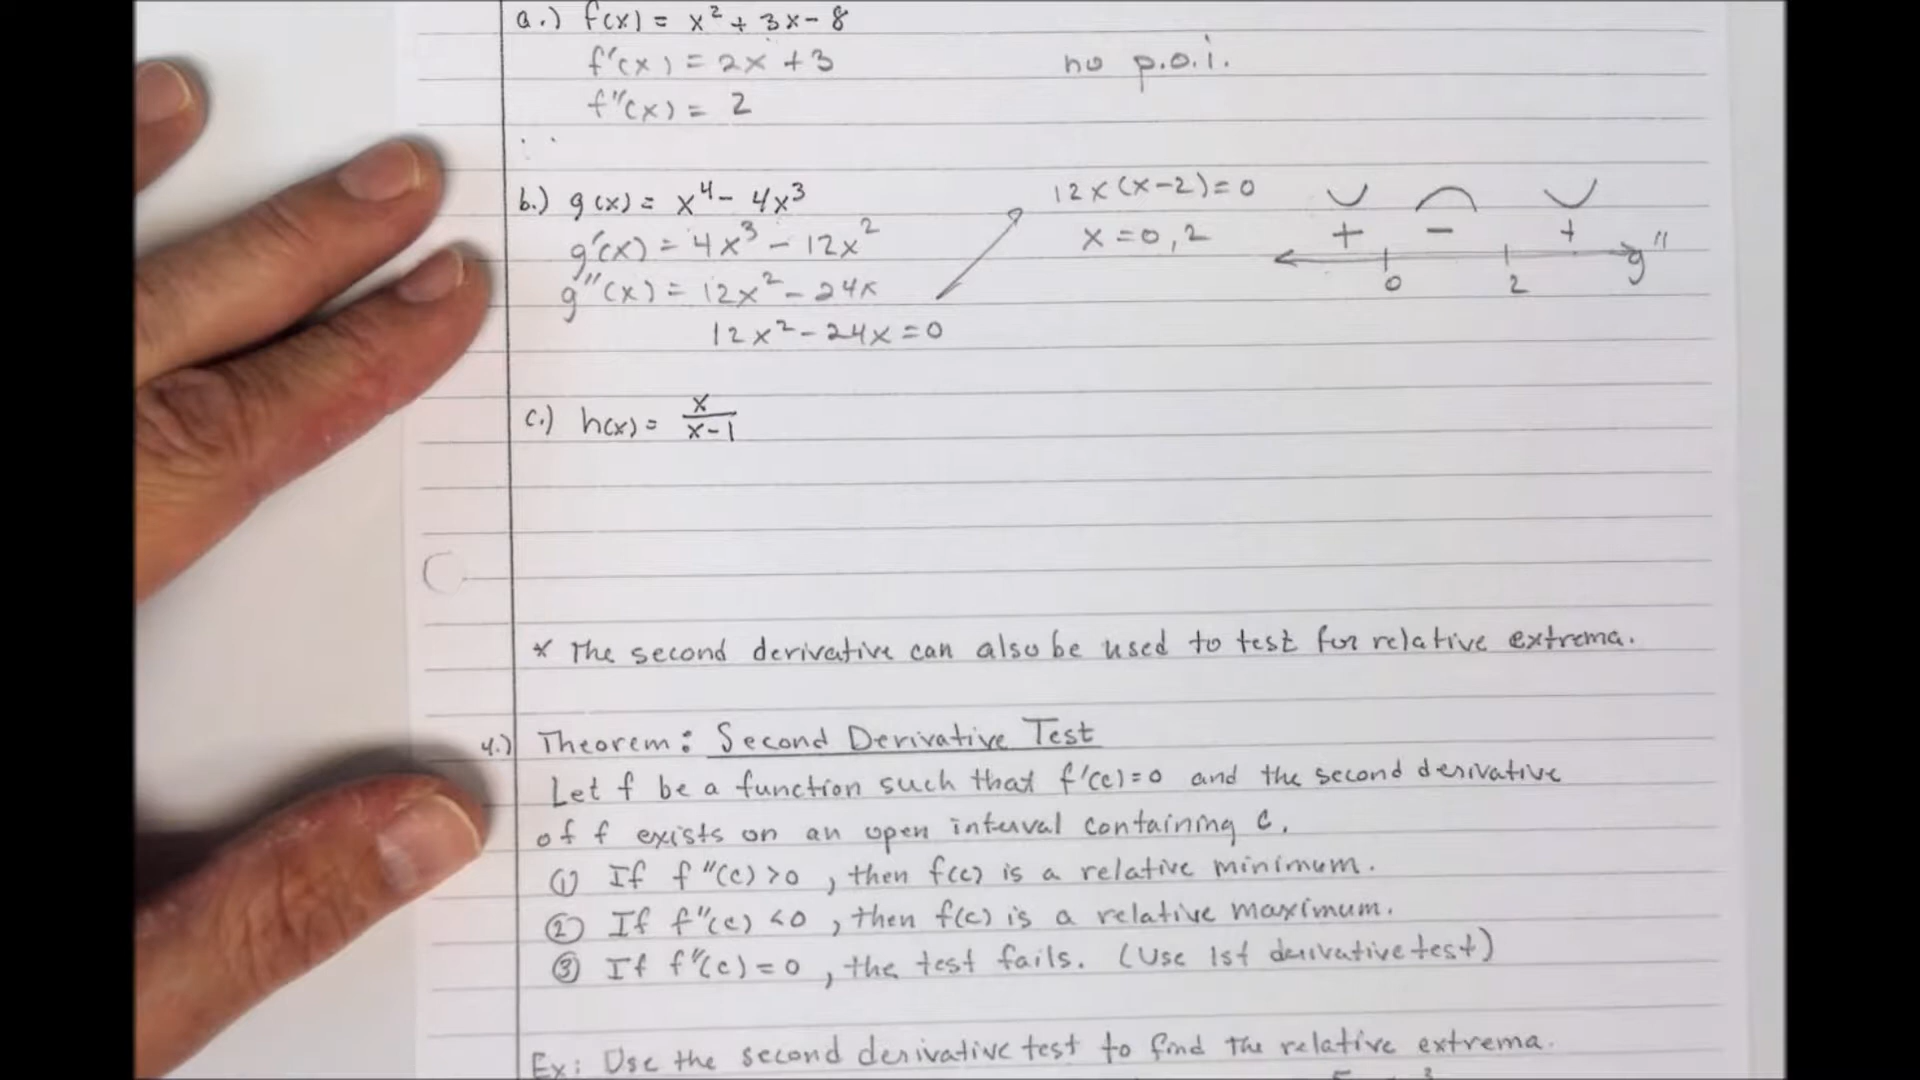 a.) f(x) = x² + 3x - 8
f'(x) = 2x + 3
no p.o.i.
f''(x) = 2
b.) g(x) = x⁴ - 4x³
g'(x) = 4x³ - 12x²
g''(x) = 12x² - 24x
12x² - 24x = 0
12x(x-2) = 0
x = 0, 2
+ - +
0 2 g''
c.) h(x) = x/(x-1)
* The second derivative can also be used to test for relative extrema.
4.) Theorem: Second Derivative Test
Let f be a function such that f'(c)=0 and the second derivative
of f exists on an open interval containing c.
① If f''(c) >0, then f(c) is a relative minimum.
② If f''(c) <0, then f(c) is a relative maximum.
③ If f''(c) = 0, the test fails. (Use 1st derivative test)
Ex: Use the second derivative test to find the relative extrema.